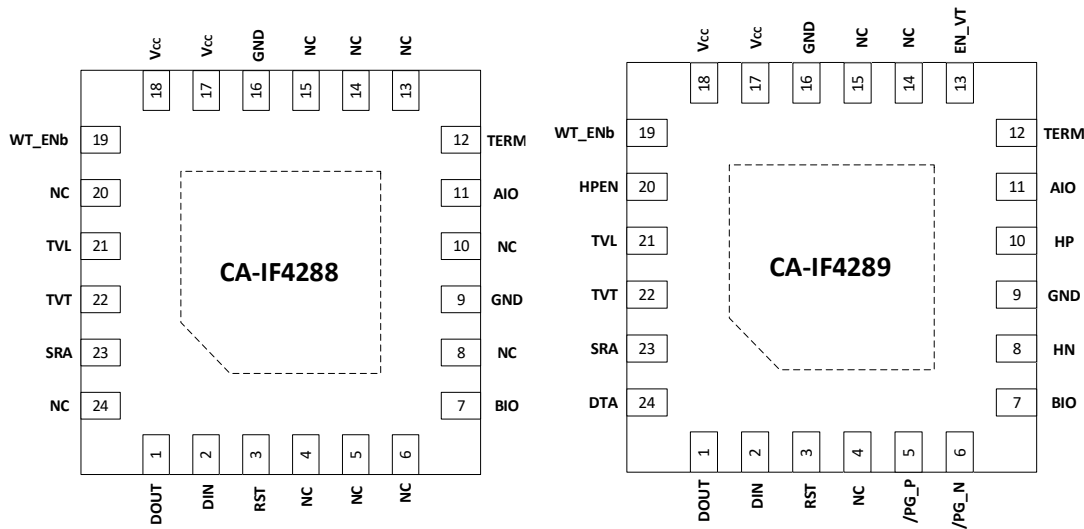 Vcc
Vcc
GND
NC
NC
NC
18
17
16
15
14
13
WT_ENb 19
12 TERM
NC 20
11 AIO
TVL 21
10 NC
CA-IF4288
TVT 22
9 GND
SRA 23
8 NC
NC 24
7 BIO
1
2
3
4
5
6
DOUT
DIN
RST
NC
NC
NC
Vcc
Vcc
GND
NC
NC
EN_VT
18
17
16
15
14
13
WT_ENb 19
12 TERM
HPEN 20
11 AIO
TVL 21
10 HP
CA-IF4289
TVT 22
9 GND
SRA 23
8 HN
DTA 24
7 BIO
1
2
3
4
5
6
DOUT
DIN
RST
NC
/PG_P
/PG_N